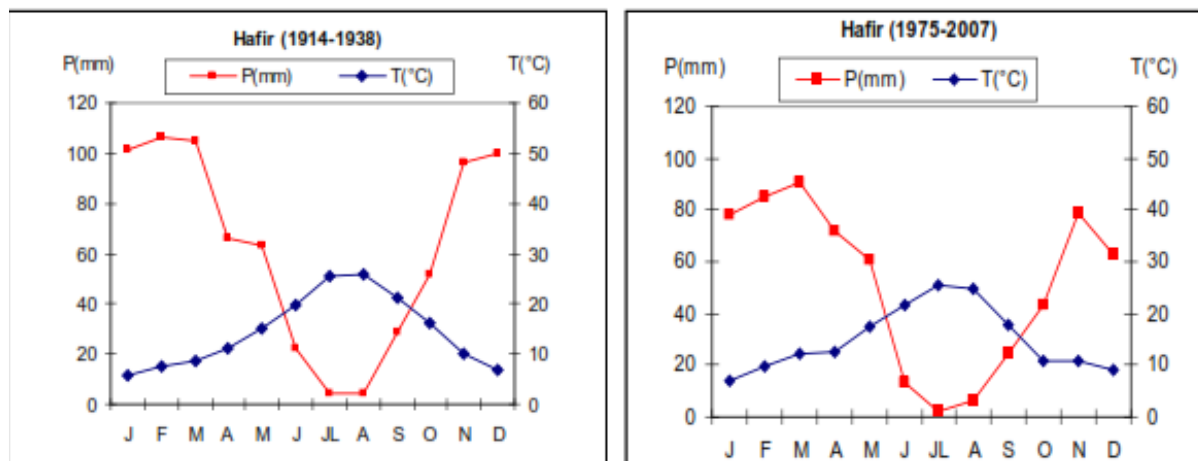 Hafir (1914-1938)
P(mm) T(°C)
P(mm) T(°C)
120 60
100 50
80 40
60 30
40 20
20 10
0 0
J F M A M J JL A S O N D
Hafir (1975-2007)
P(mm) T(°C)
P(mm) T(°C)
120 60
100 50
80 40
60 30
40 20
20 10
0 0
J F M A M J JL A S O N D